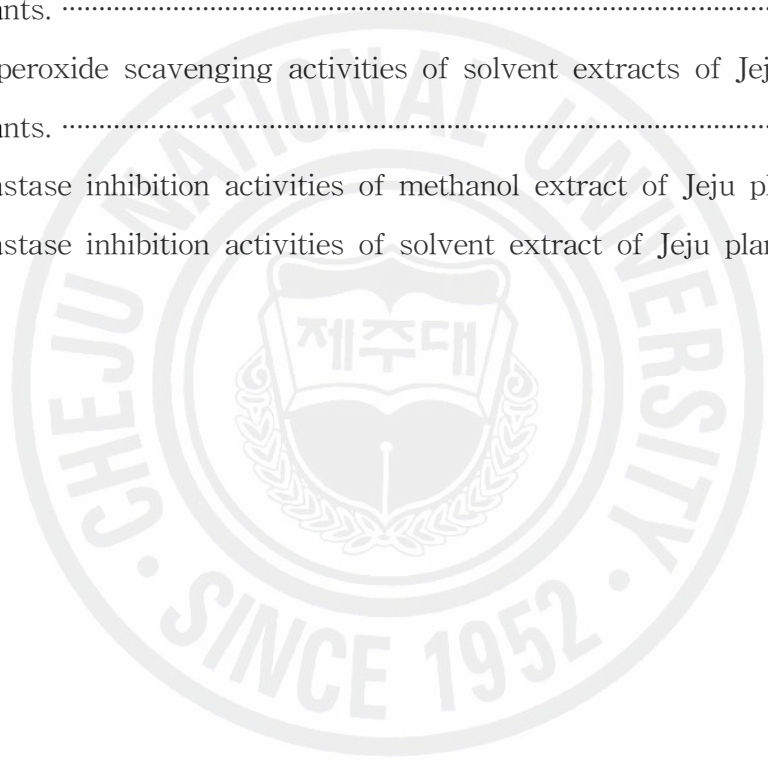 nts. ························································
peroxide scavenging activities of solvent extracts of Jej
nts. ························································
stase inhibition activities of methanol extract of Jeju pl
stase inhibition activities of solvent extract of Jeju plan
CHEJU NATIONAL UNIVERSITY
제주대
· SINCE 1952 ·